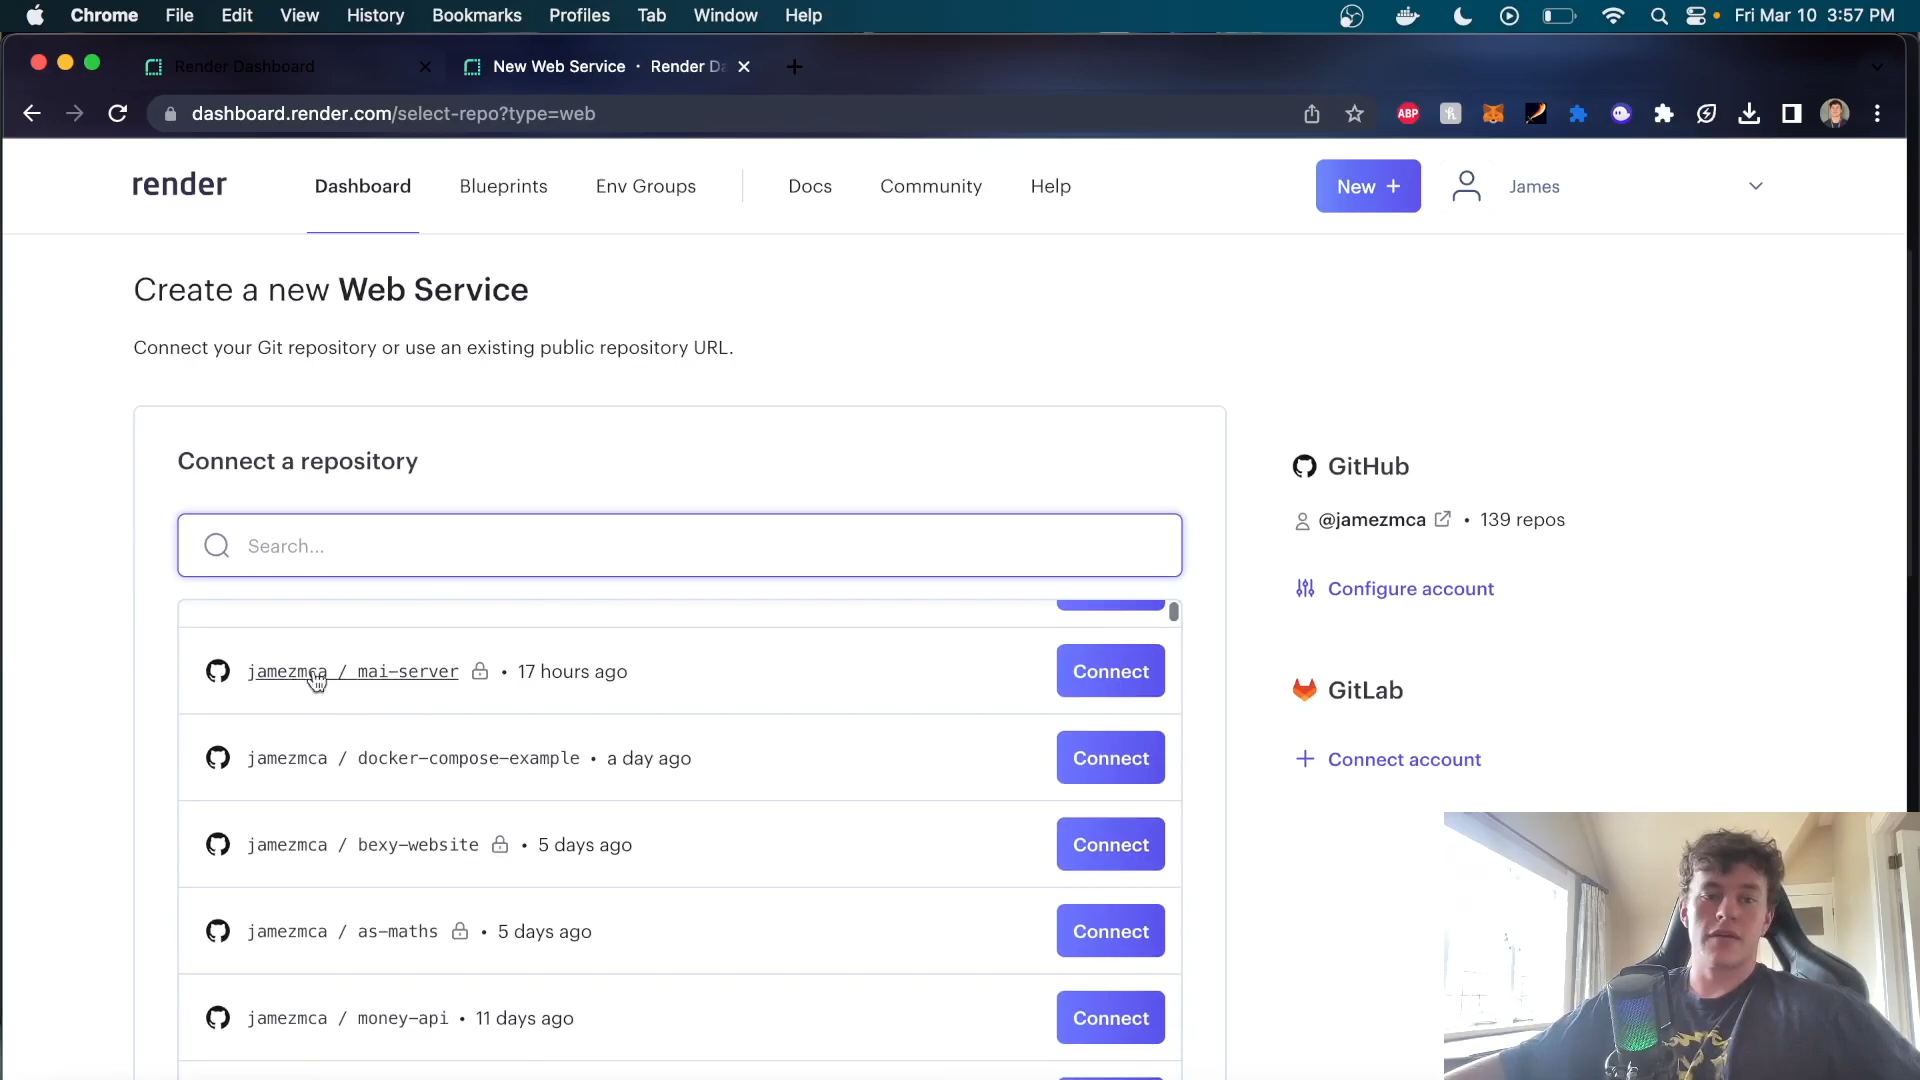 Chrome File Edit View History Bookmarks Profiles Tab Window Help Fri Mar 10 3:57 PM
Render Dashboard New Web Service · Render Da
dashboard.render.com/select-repo?type=web ABP
render Dashboard Blueprints Env Groups Docs Community Help New + James
Create a new Web Service
Connect your Git repository or use an existing public repository URL.
Connect a repository
Search...
jamezmca / mai-server • 17 hours ago Connect
jamezmca / docker-compose-example • a day ago Connect
jamezmca / bexy-website • 5 days ago Connect
jamezmca / as-maths • 5 days ago Connect
jamezmca / money-api • 11 days ago Connect
GitHub
@jamezmca • 139 repos
Configure account
GitLab
+ Connect account